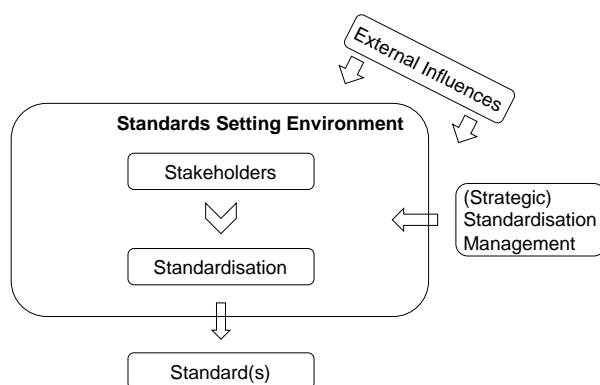 External Influences
Standards Setting Environment
Stakeholders
(Strategic)
Standardisation
Management
Standardisation
Standard(s)